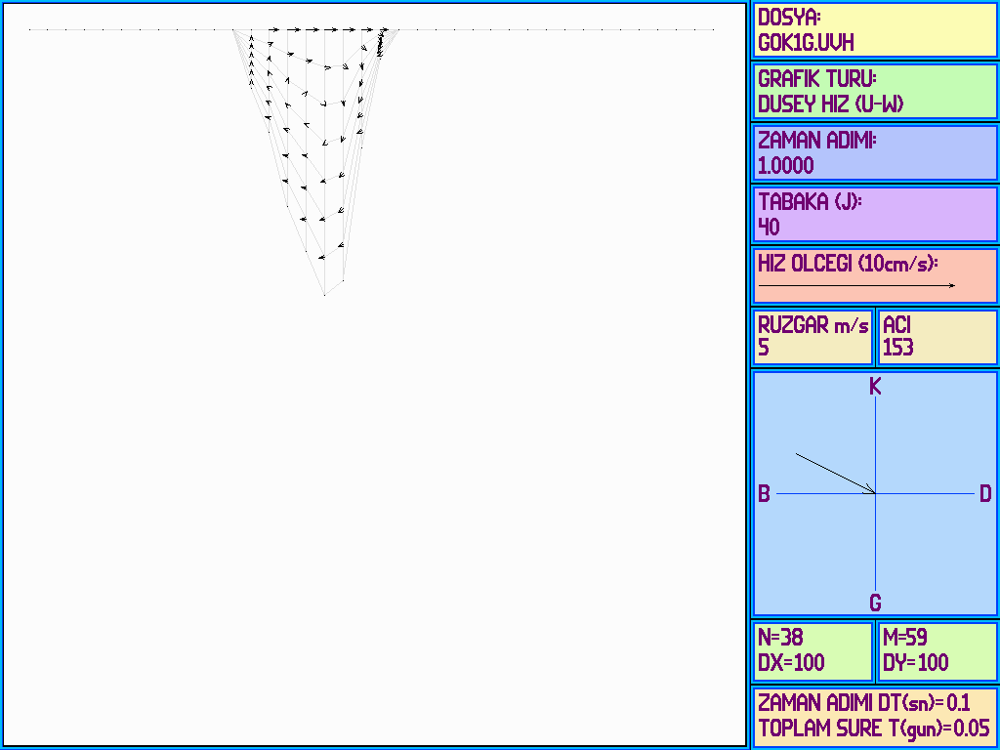 DOSYA:
GOK1G.UVH
GRAFIK TURU:
DUSEY HIZ (U-W)
ZAMAN ADIMI:
1.0000
TABAKA (J):
40
HIZ OLCEGI (10cm/s):
RUZGAR m/s
5
ACI
153
K
B
D
G
N=38
DX=100
M=59
DY=100
ZAMAN ADIMI DT(sn)=0.1
TOPLAM SURE T(gun)=0.05